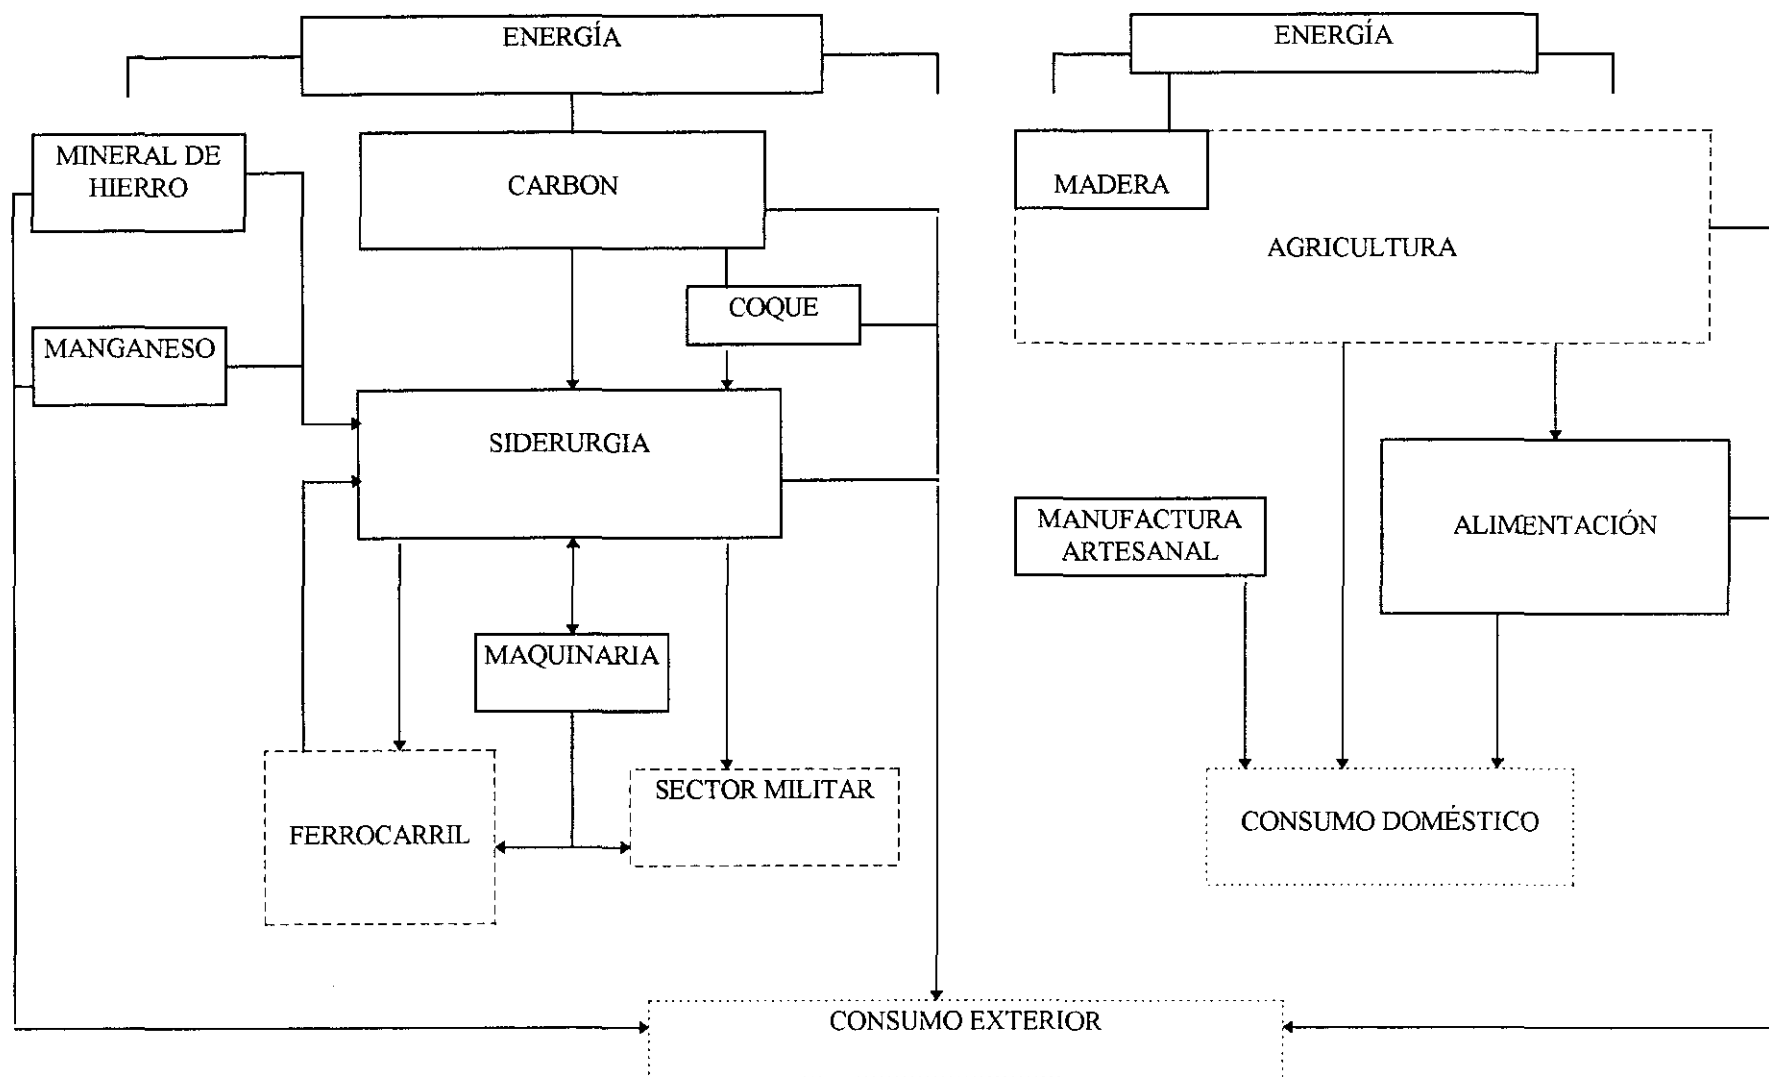 ENERGÍA
ENERGÍA
MINERAL DE
HIERRO
CARBON
MADERA
AGRICULTURA
COQUE
MANGANESO
SIDERURGIA
MANUFACTURA
ARTESANAL
ALIMENTACIÓN
MAQUINARIA
SECTOR MILITAR
FERROCARRIL
CONSUMO DOMÉSTICO
CONSUMO EXTERIOR